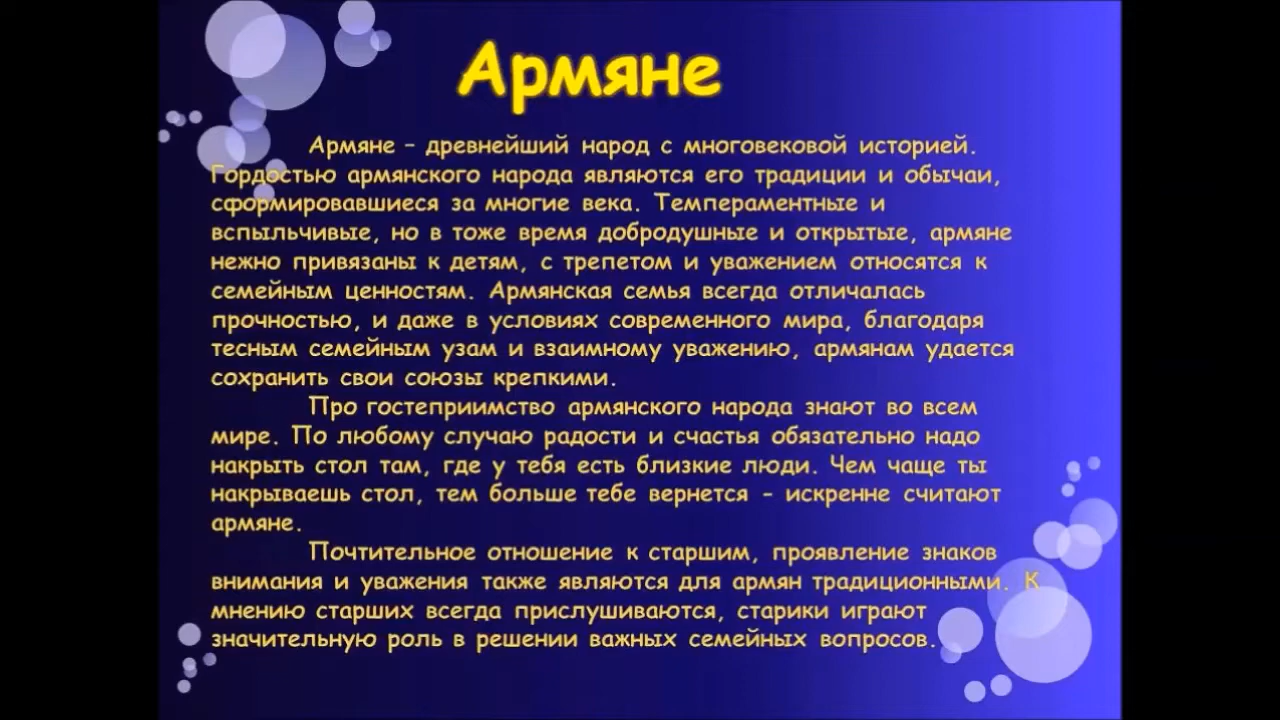 Армяне
Армяне – древнейший народ с многовековой историей.
Гордостью армянского народа являются его традиции и обычаи,
сформировавшиеся за многие века. Темпераментные и
вспыльчивые, но в тоже время добродушные и открытые, армяне
нежно привязаны к детям, с трепетом и уважением относятся к
семейным ценностям. Армянская семья всегда отличалась
прочностью, и даже в условиях современного мира, благодаря
тесным семейным узам и взаимному уважению, армянам удается
сохранить свои союзы крепкими.
Про гостеприимство армянского народа знают во всем
мире. По любому случаю радости и счастья обязательно надо
накрыть стол там, где у тебя есть близкие люди. Чем чаще ты
накрываешь стол, тем больше тебе вернется - искренне считают
армяне.
Почтительное отношение к старшим, проявление знаков
внимания и уважения также являются для армян традиционными. К
мнению старших всегда прислушиваются, старики играют
значительную роль в решении важных семейных вопросов.